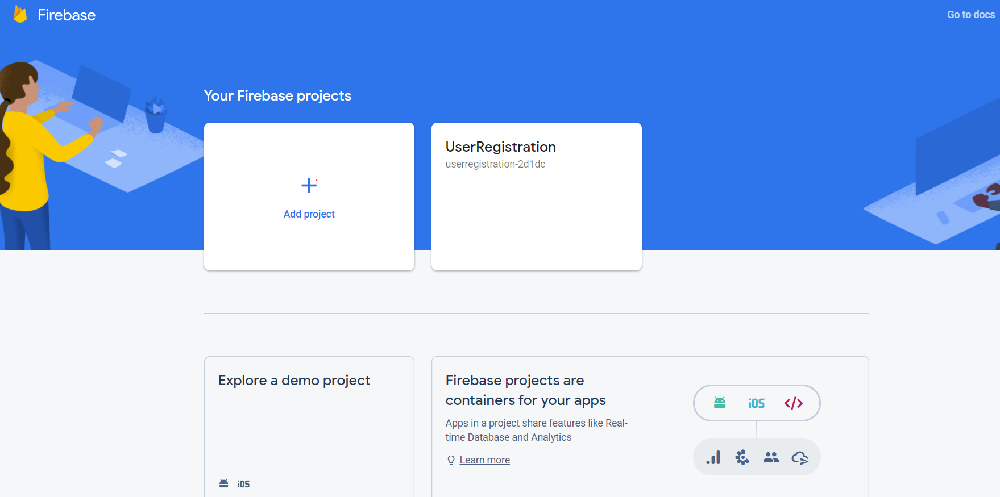 Firebase
Go to docs
Your Firebase projects
Add project
UserRegistration
userregistration-2d1dc
Explore a demo project
iOS
Firebase projects are
containers for your apps
Apps in a project share features like Real-
time Database and Analytics
Learn more
iOS